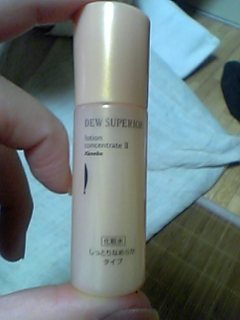 DEW SUPERIOR
lotion
concentrate II
Kanebo
化粧水
しっとりなめらか
タイプ